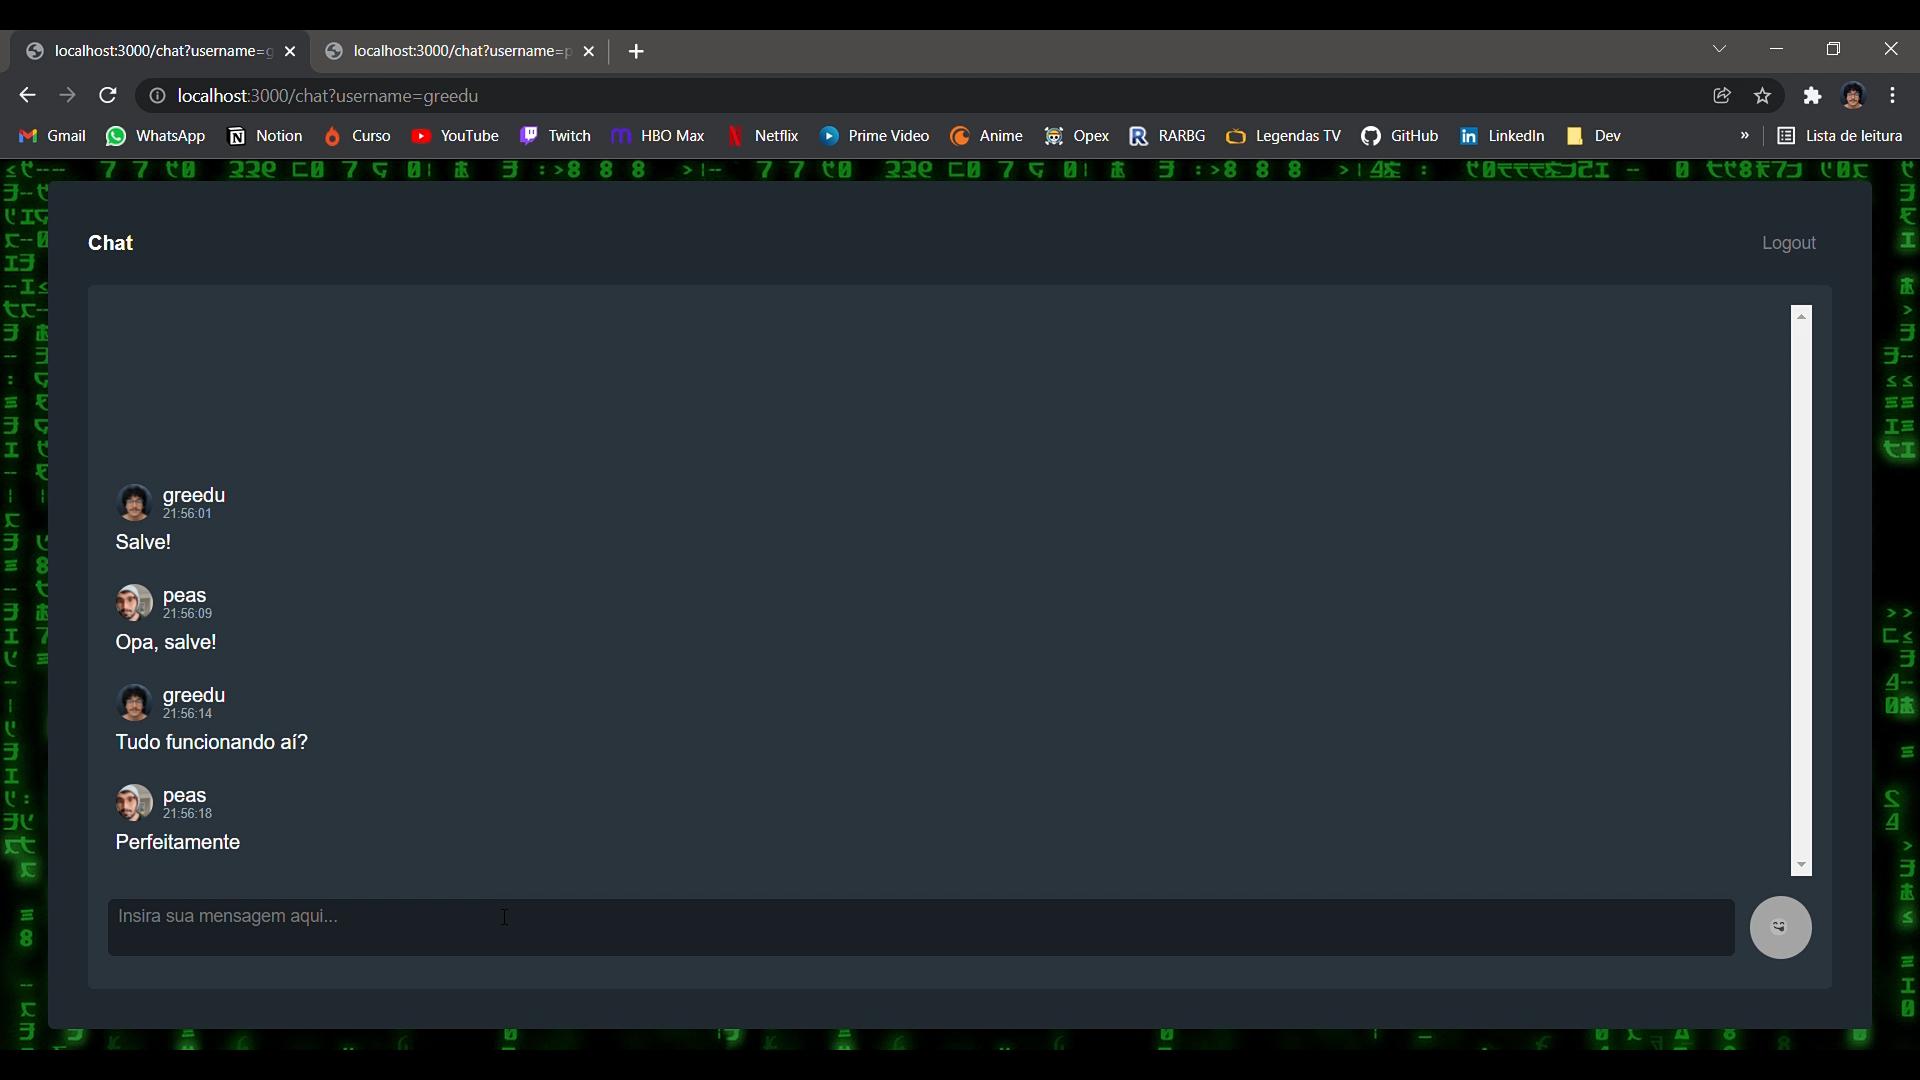 localhost:3000/chat?username=g
localhost:3000/chat?username=p
localhost:3000/chat?username=greedu
Gmail WhatsApp Notion Curso YouTube Twitch HBO Max Netflix Prime Video Anime Opex RARBG Legendas TV GitHub LinkedIn Dev » Lista de leitura
Chat
Logout
greedu
21:56:01
Salve!
peas
21:56:09
Opa, salve!
greedu
21:56:14
Tudo funcionando aí?
peas
21:56:18
Perfeitamente
Insira sua mensagem aqui...